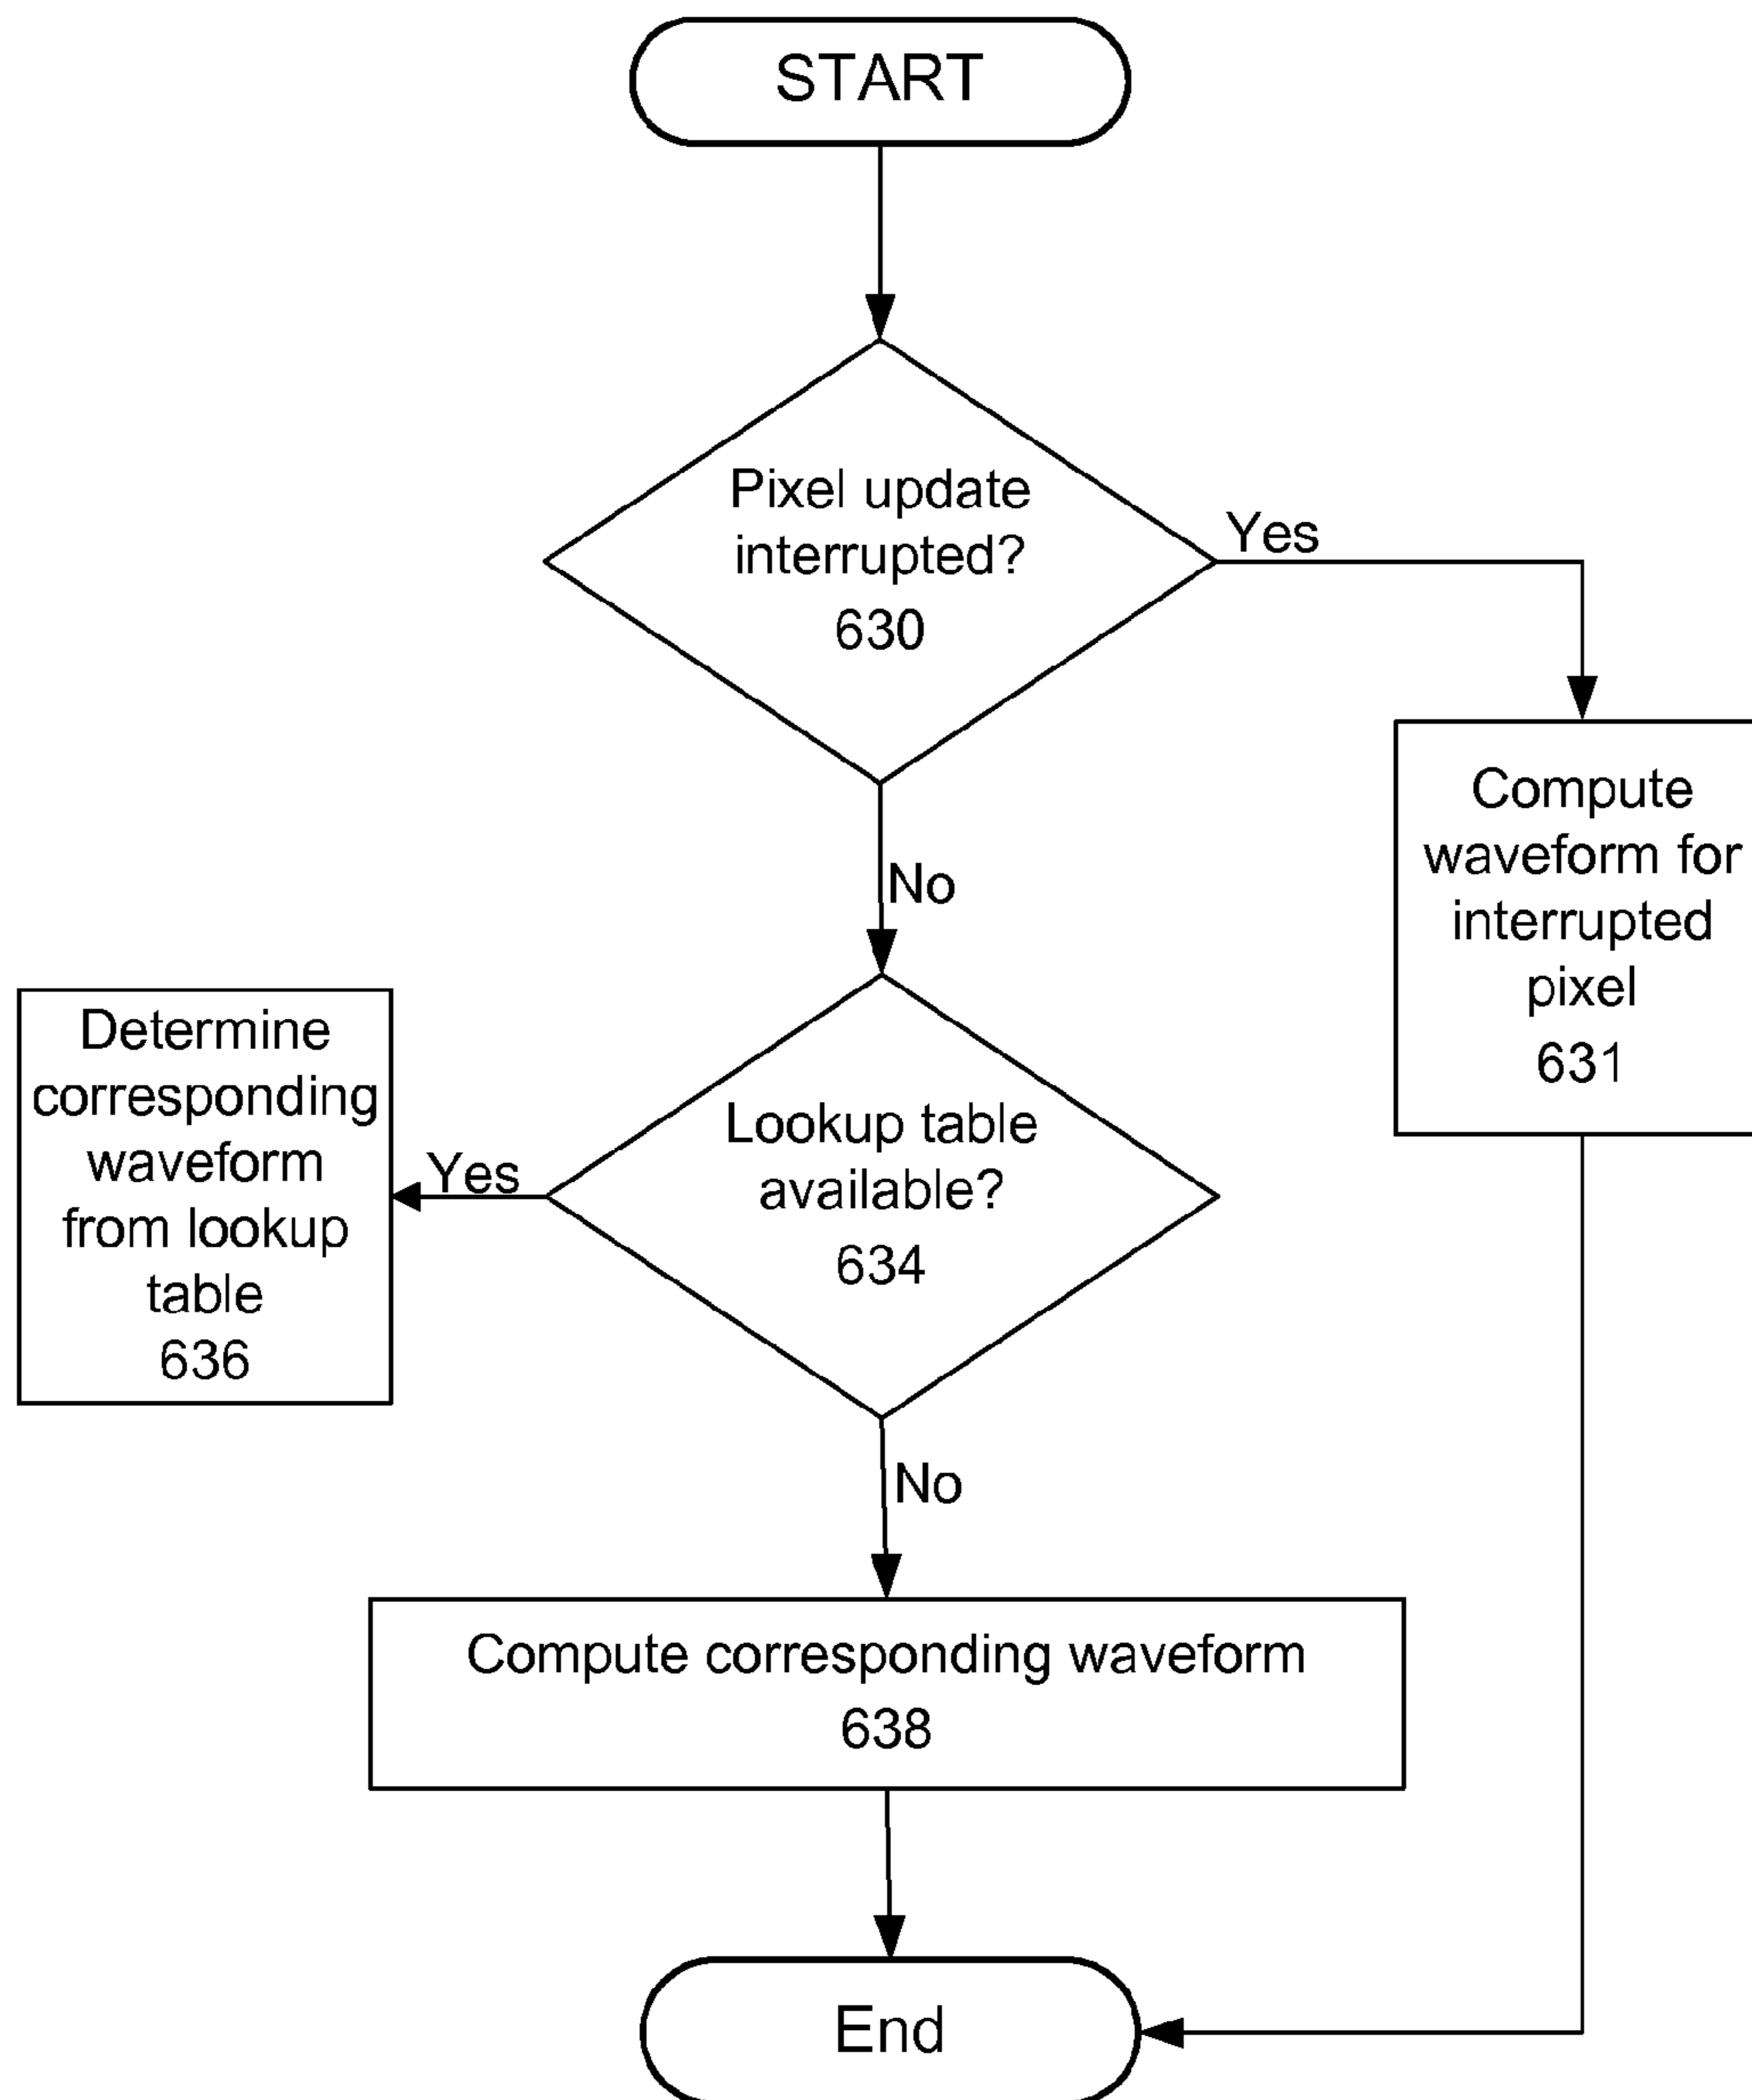 START
Pixel update
interrupted?
630
Yes
Compute
waveform for
interrupted
pixel
631
No
Determine
corresponding
waveform
from lookup
table
636
Yes
Lookup table
available?
634
No
Compute corresponding waveform
638
End